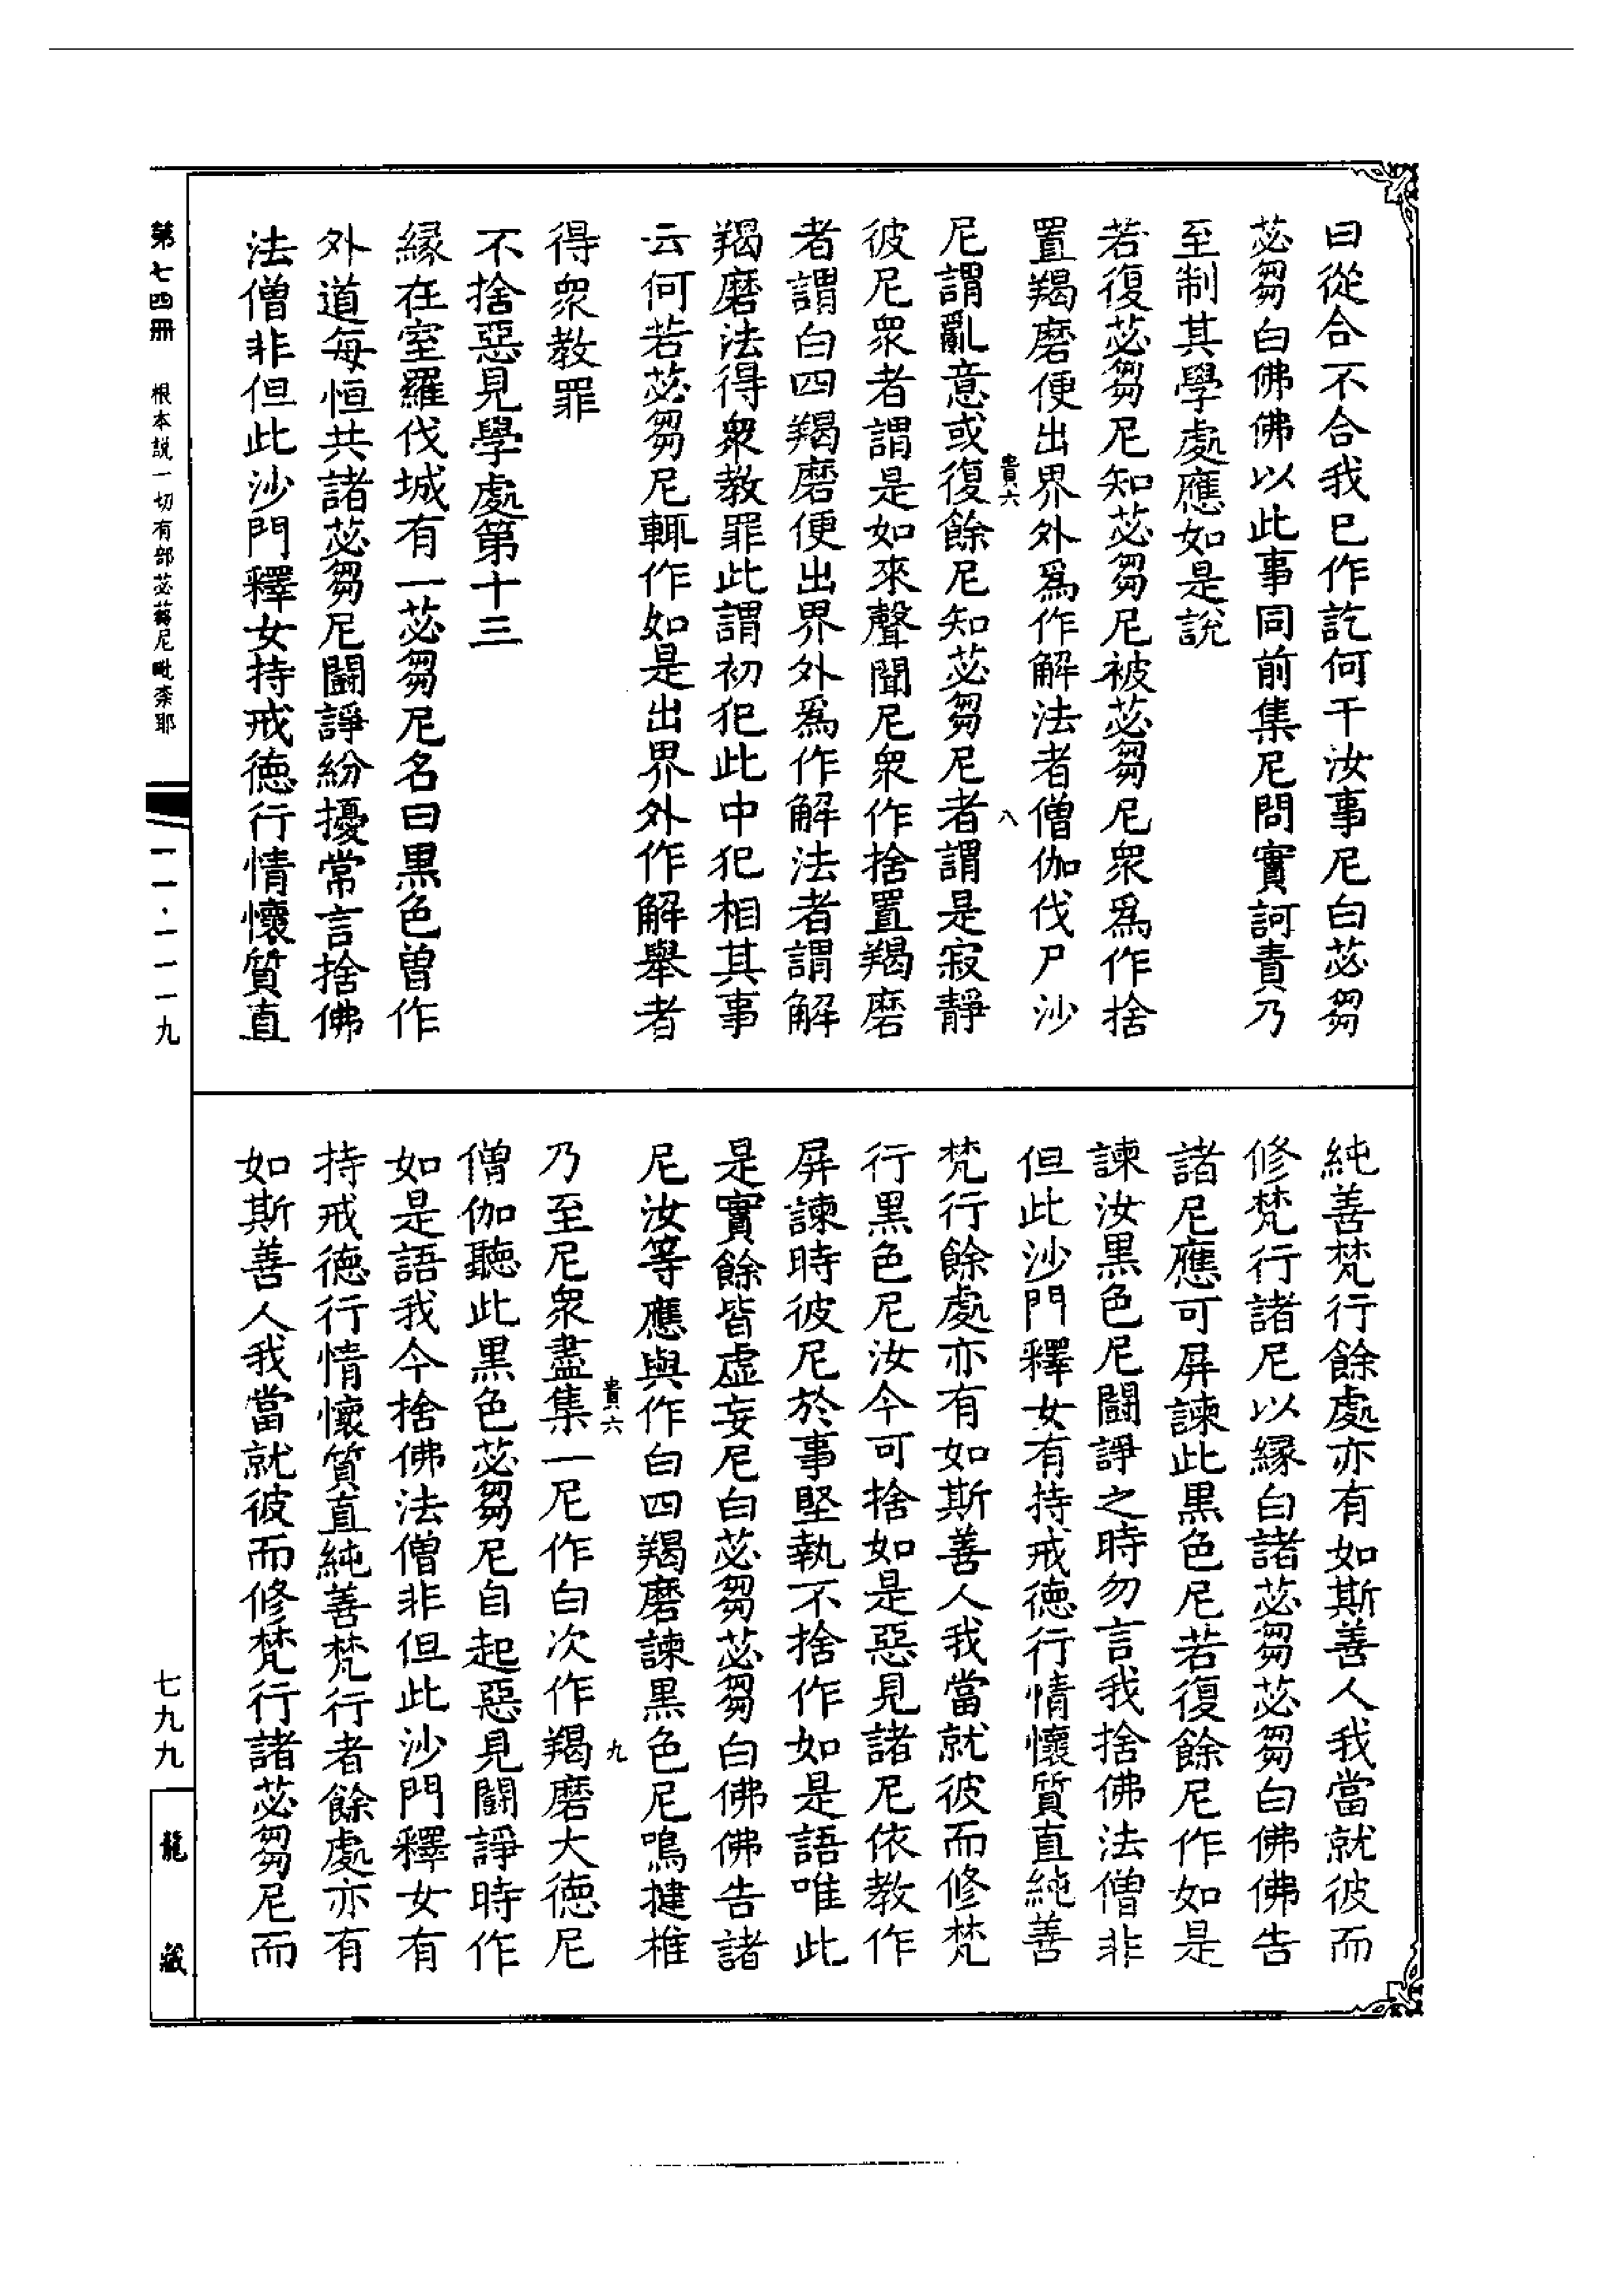 曰從合不合我已作訖何干汝事尼白苾芻
苾芻白佛佛以此事同前集尼問實訶責乃
至制其學處應如是說
若復苾芻尼知苾芻尼被苾芻尼衆爲作捨
置羯磨便出界外爲作解法者僧伽伐尸沙
貴六
八
尼謂亂意或復餘尼知苾芻尼者謂是寂靜
彼尼衆者謂是如來聲聞尼衆作捨置羯磨
者謂白四羯磨便出界外爲作解法者謂解
羯磨法得衆教罪此謂初犯此中犯相其事
云何若苾芻尼輒作如是出界外作解舉者
得衆教罪
不捨惡見學處第十三
緣在室羅伐城有一苾芻尼名曰黑色曾作
外道每恒共諸苾芻尼鬬諍紛擾常言捨佛
法僧非但此沙門釋女持戒德行情懷質直
純善梵行餘處亦有如斯善人我當就彼而
修梵行諸尼以緣白諸苾芻苾芻白佛佛告
諸尼應可屏諫此黑色尼若復餘尼作如是
諫汝黑色尼鬬諍之時勿言我捨佛法僧非
但此沙門釋女有持戒德行情懷質直純善
梵行餘處亦有如斯善人我當就彼而修梵
行黑色尼汝今可捨如是惡見諸尼依教作
屏諫時彼尼於事堅執不捨作如是語唯此
是實餘皆虛妄尼白苾芻苾芻白佛佛告諸
尼汝等應與作白四羯磨諫黑色尼鳴揵椎
貴六
九
乃至尼衆盡集一尼作白次作羯磨大德尼
僧伽聽此黑色苾芻尼自起惡見鬬諍時作
如是語我今捨佛法僧非但此沙門釋女有
持戒德行情懷質直純善梵行者餘處亦有
如斯善人我當就彼而修梵行諸苾芻尼而
第七四冊 根本說一切有部苾蒭尼毗柰耶
一一·一一一九
七九九
龍藏